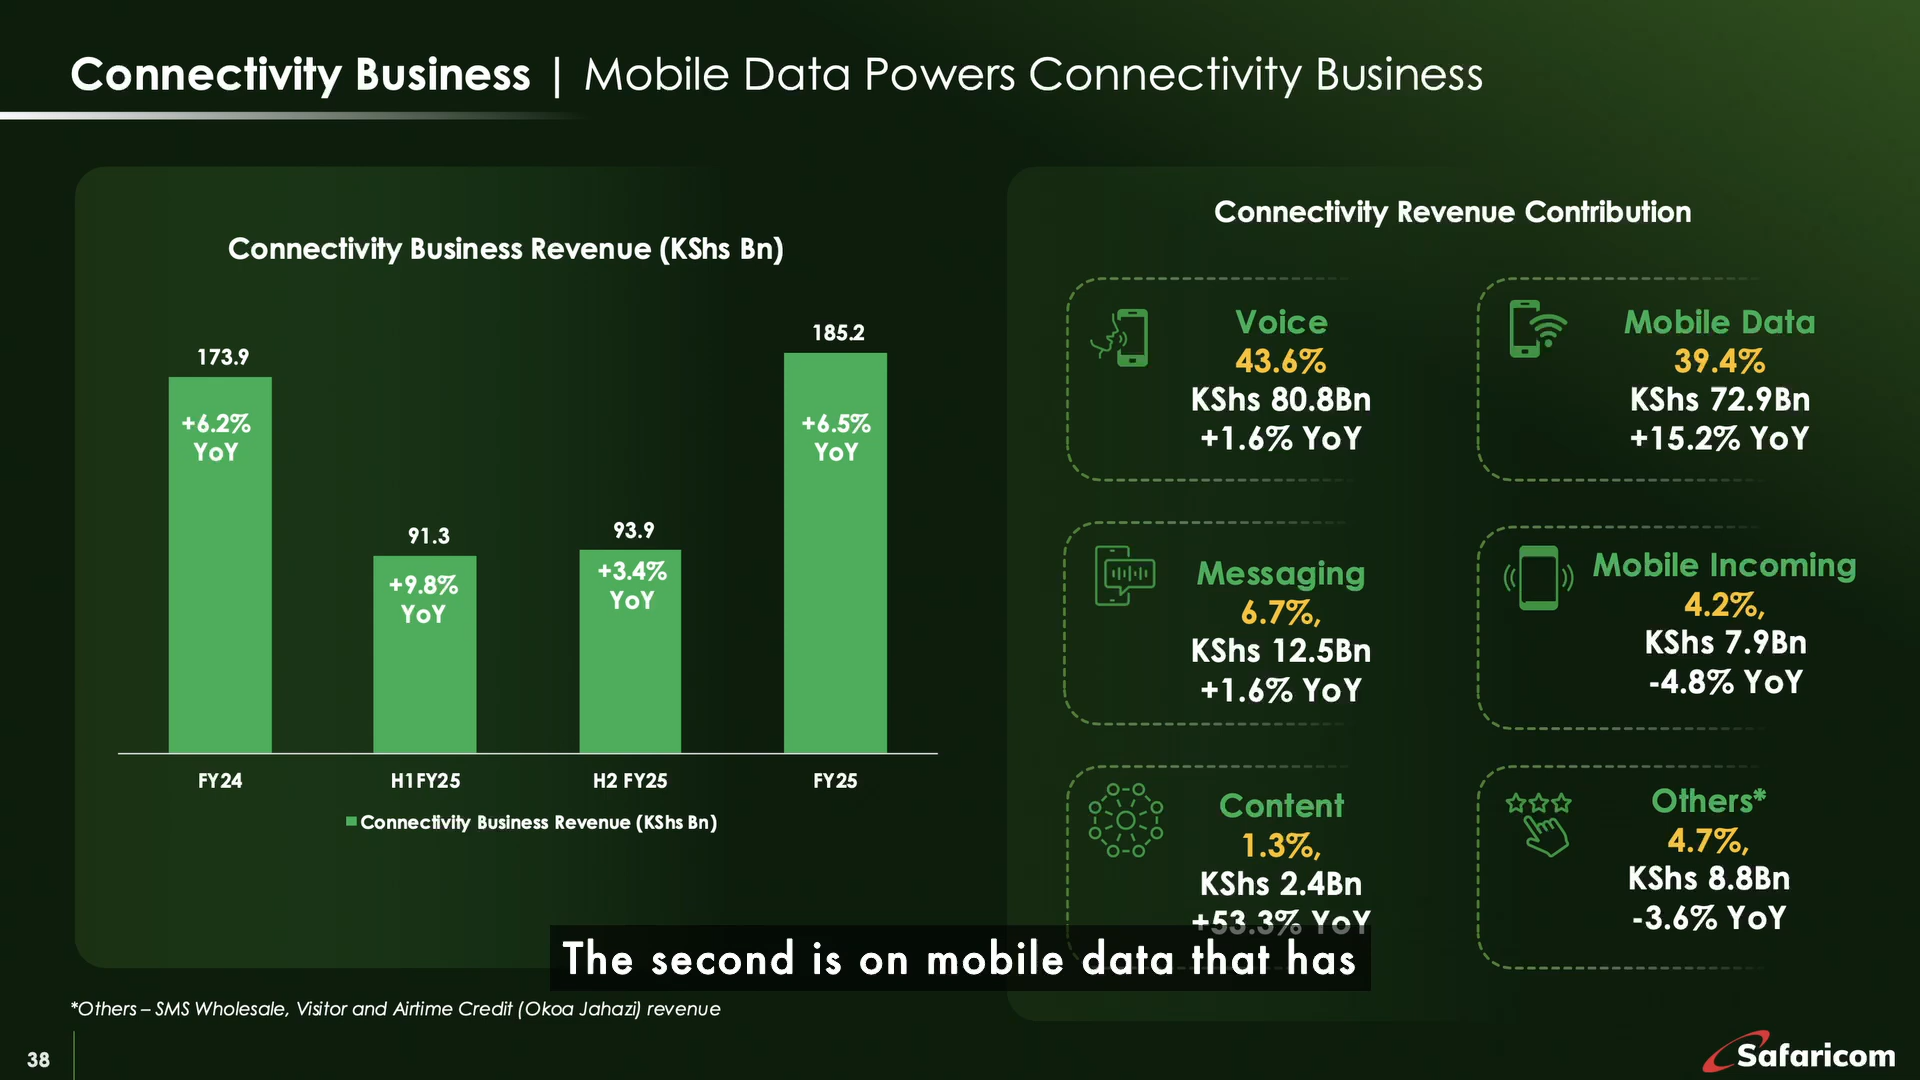 Connectivity Business | Mobile Data Powers Connectivity Business
Connectivity Business Revenue (KShs Bn)
173.9
+6.2%
YoY
91.3
+9.8%
YoY
93.9
+3.4%
YoY
185.2
+6.5%
YoY
FY24
H1FY25
H2 FY25
FY25
Connectivity Business Revenue (KShs Bn)
Connectivity Revenue Contribution
Voice
43.6%
KShs 80.8Bn
+1.6% YoY
Mobile Data
39.4%
KShs 72.9Bn
+15.2% YoY
Messaging
6.7%,
KShs 12.5Bn
+1.6% YoY
Mobile Incoming
4.2%,
KShs 7.9Bn
-4.8% YoY
Content
1.3%,
KShs 2.4Bn
+53.3% YoY
Others*
4.7%,
KShs 8.8Bn
-3.6% YoY
The second is on mobile data that has
*Others – SMS Wholesale, Visitor and Airtime Credit (Okoa Jahazi) revenue
38
Safaricom